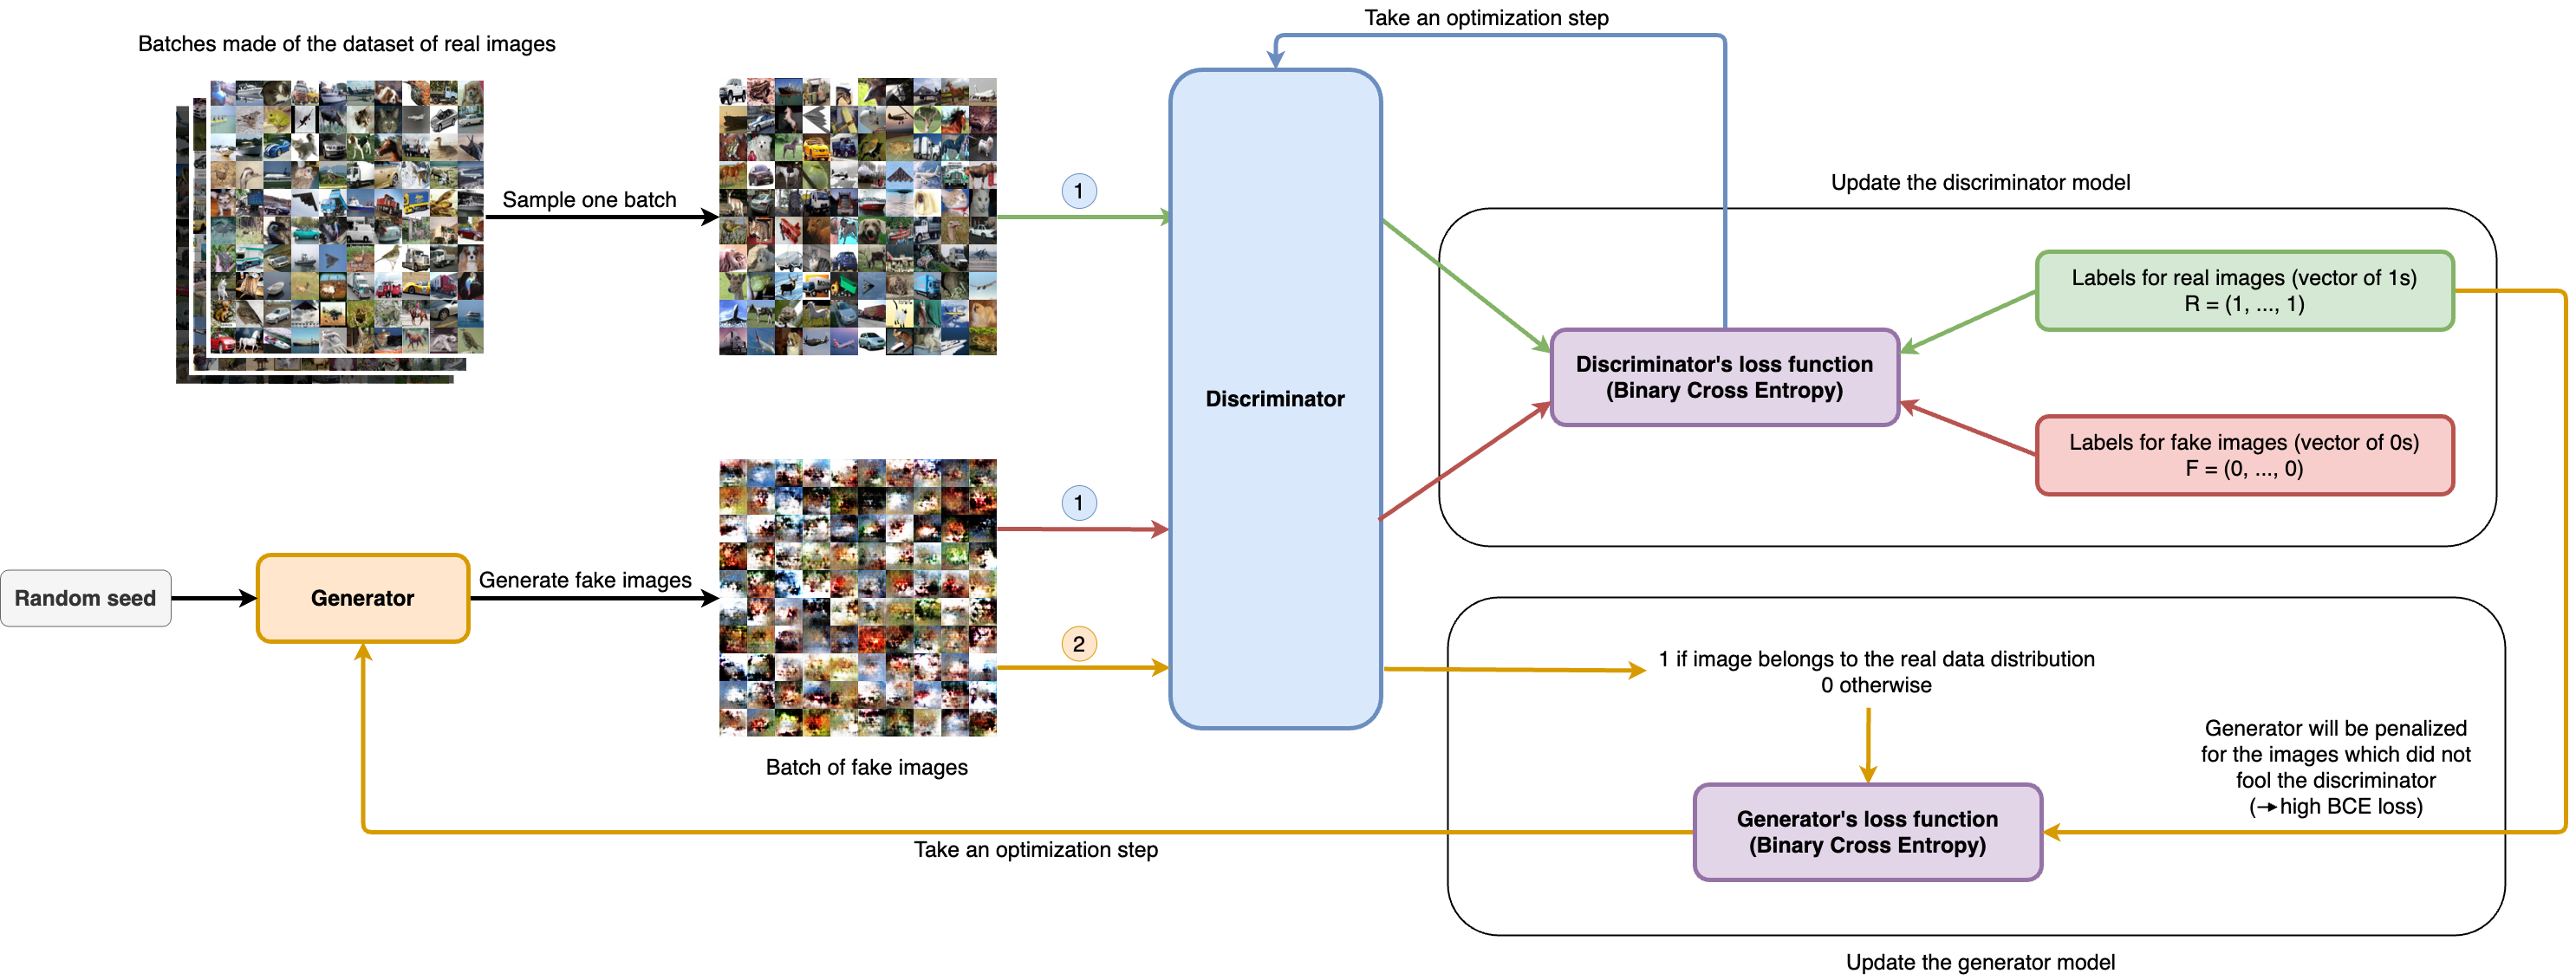 Take an optimization step
Batches made of the dataset of real images
Sample one batch
1
Update the discriminator model
Labels for real images (vector of 1s)
R = (1, ..., 1)
Discriminator's loss function
(Binary Cross Entropy)
Discriminator
Labels for fake images (vector of 0s)
F = (0, ..., 0)
1
Random seed
Generator
Generate fake images
2
1 if image belongs to the real data distribution
0 otherwise
Generator will be penalized
for the images which did not
fool the discriminator
(→high BCE loss)
Batch of fake images
Generator's loss function
(Binary Cross Entropy)
Take an optimization step
Update the generator model